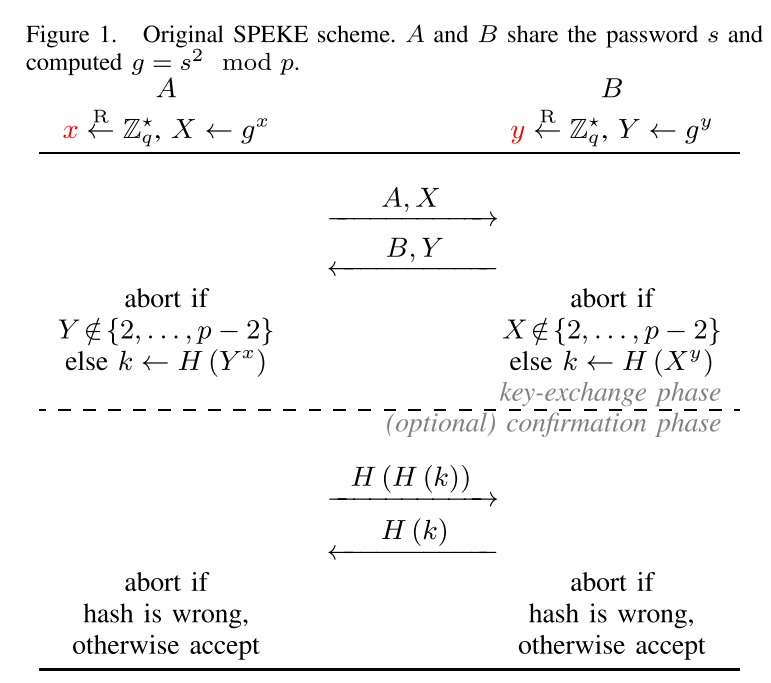 Figure 1. Original SPEKE scheme. A and B share the password s and
computed g = s² mod p.
A B
x ←ᴿ ℤ*_q, X ← g^x y ←ᴿ ℤ*_q, Y ← g^y
A, X
B, Y
abort if abort if
Y ∉ {2, . . . , p − 2} X ∉ {2, . . . , p − 2}
else k ← H (Y^x) else k ← H (X^y)
key-exchange phase
(optional) confirmation phase
H (H (k))
H (k)
abort if abort if
hash is wrong, hash is wrong,
otherwise accept otherwise accept